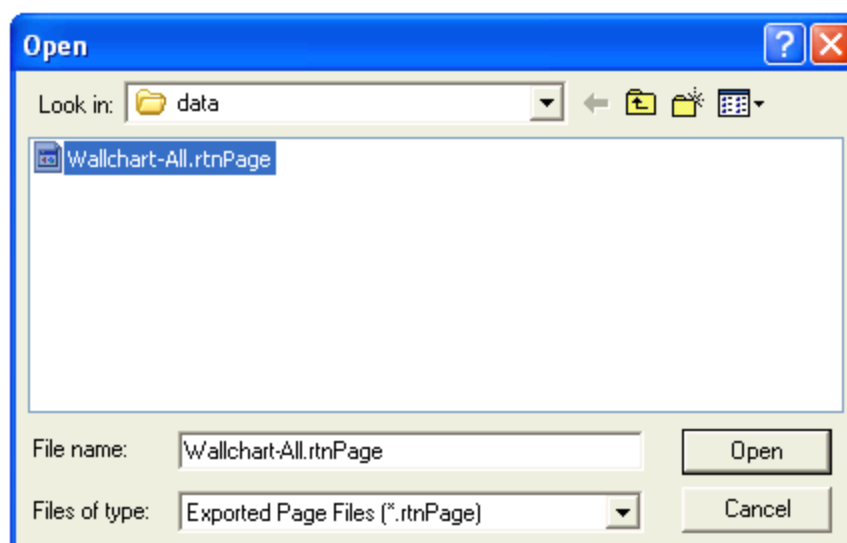 Open
Look in: data
Wallchart-All.rtnPage
File name: Wallchart-All.rtnPage Open
Files of type: Exported Page Files (*.rtnPage) Cancel